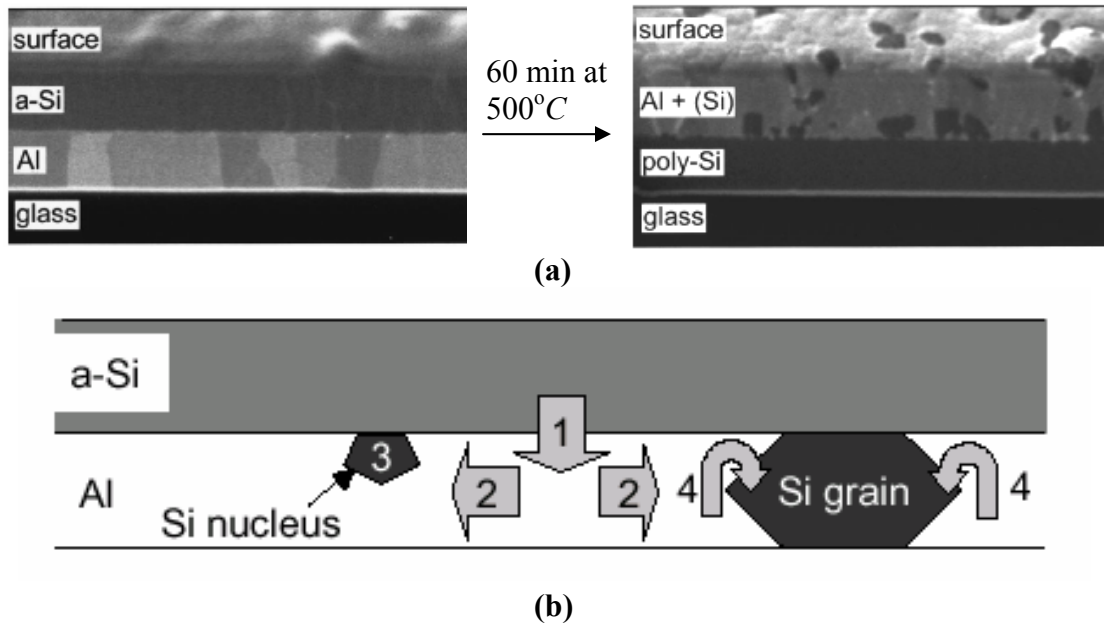 surface
a-Si
Al
glass
60 min at
500°C
surface
Al + (Si)
poly-Si
glass
(a)
a-Si
1
3
2
2
4
Si grain
4
Al
Si nucleus
(b)